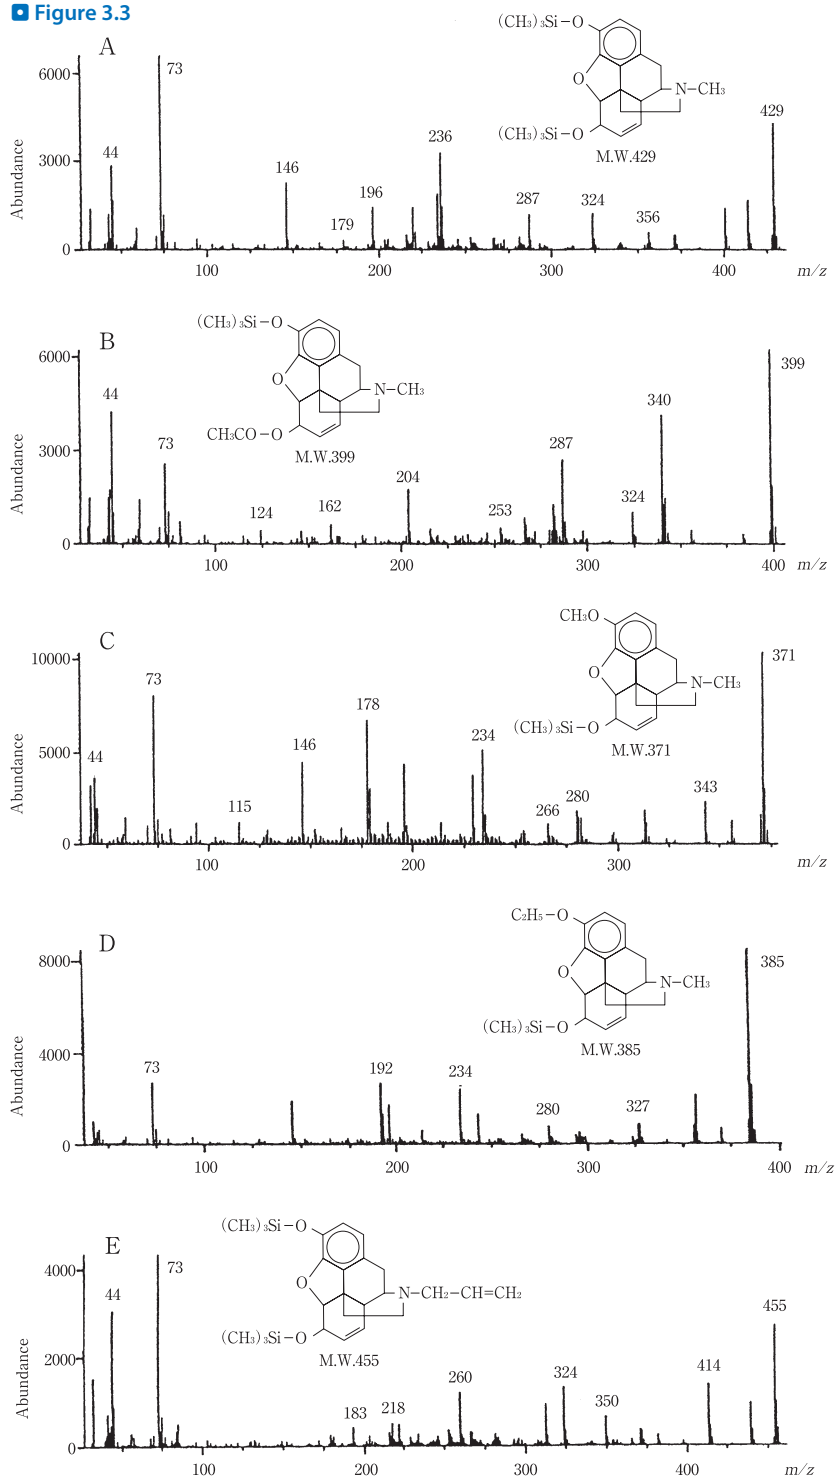 Figure 3.3
A
(CH₃)₃Si–O
O
N–CH₃
(CH₃)₃Si–O
M.W.429
Abundance
6000
3000
0
44
73
146
179
196
236
287
324
356
429
100
200
300
400
m/z
B
(CH₃)₃Si–O
O
N–CH₃
CH₃CO–O
M.W.399
Abundance
6000
3000
0
44
73
124
162
204
253
287
324
340
399
100
200
300
400
m/z
C
CH₃O
O
N–CH₃
(CH₃)₃Si–O
M.W.371
Abundance
10000
5000
0
44
73
115
146
178
234
266
280
343
371
100
200
300
m/z
D
C₂H₅–O
O
N–CH₃
(CH₃)₃Si–O
M.W.385
Abundance
8000
4000
0
73
192
234
280
327
385
100
200
300
400
m/z
E
(CH₃)₃Si–O
O
N–CH₂–CH=CH₂
(CH₃)₃Si–O
M.W.455
Abundance
4000
2000
0
44
73
183
218
260
324
350
414
455
100
200
300
400
m/z